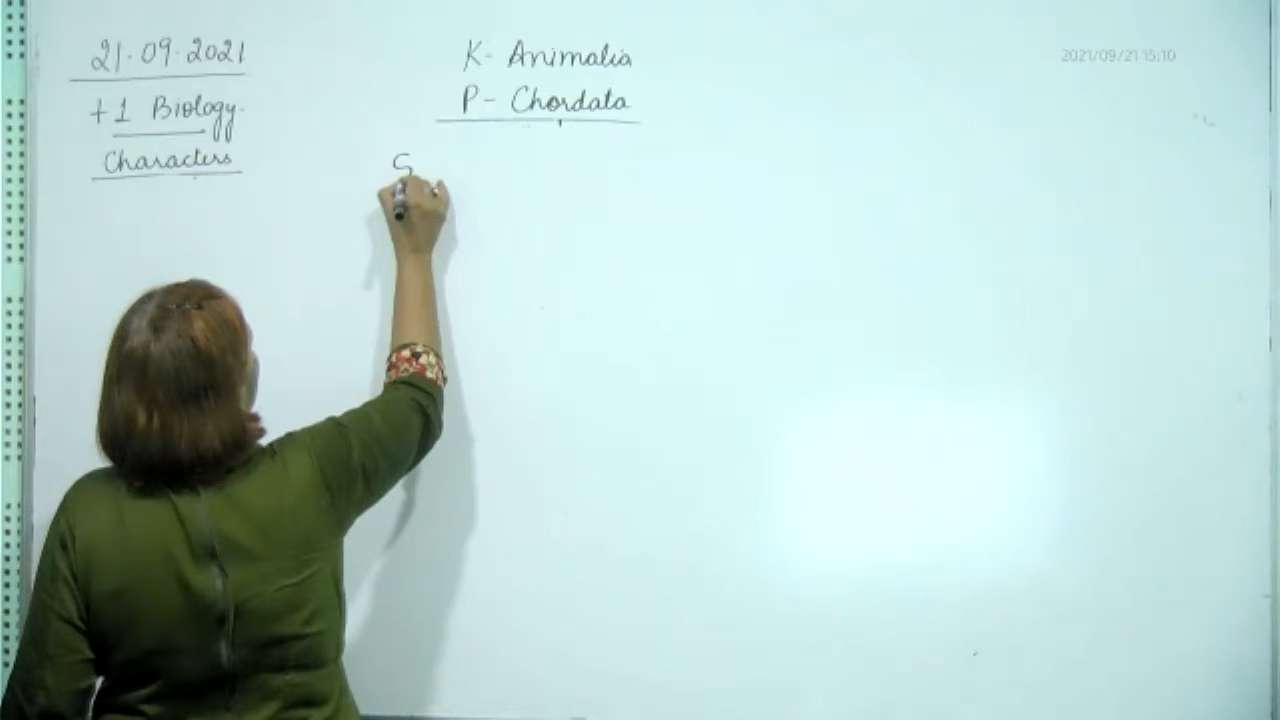 21.09.2021
+1 Biology.
Characters
K- Animalia
P- Chordata
S
2021/09/21 15:10